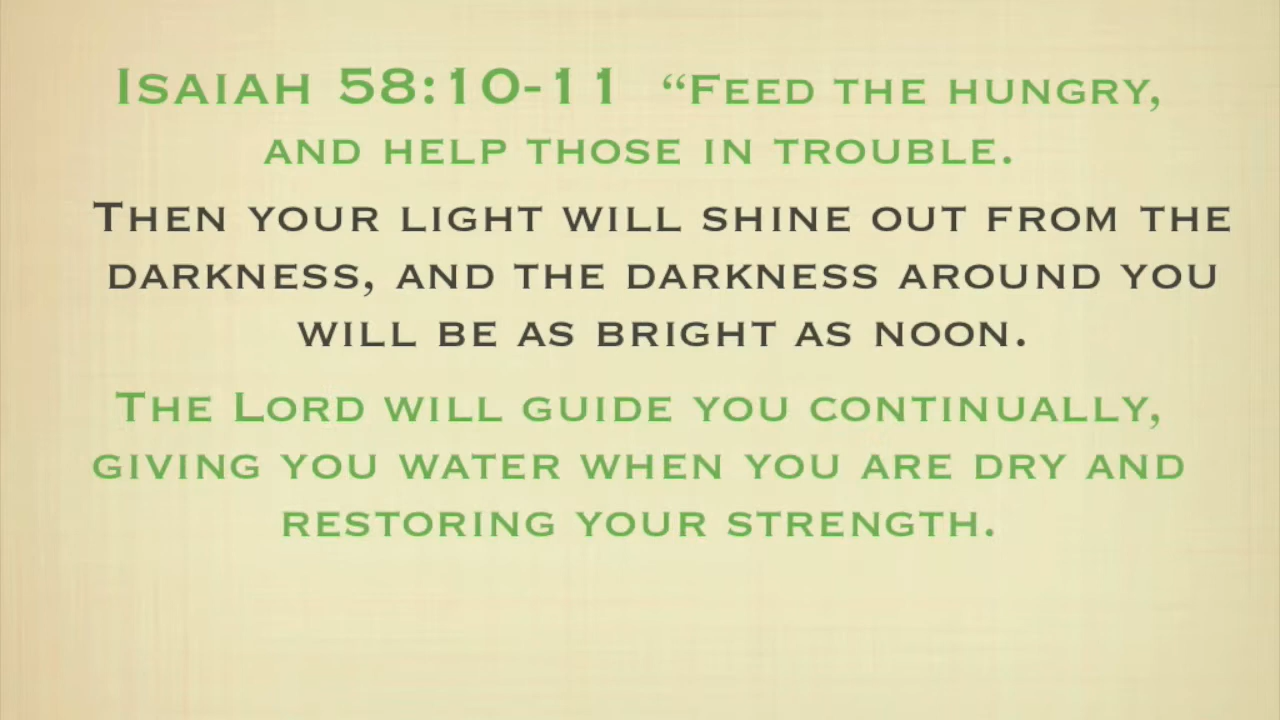 Isaiah 58:10-11 “Feed the hungry,
and help those in trouble.
Then your light will shine out from the
darkness, and the darkness around you
will be as bright as noon.
The Lord will guide you continually,
giving you water when you are dry and
restoring your strength.